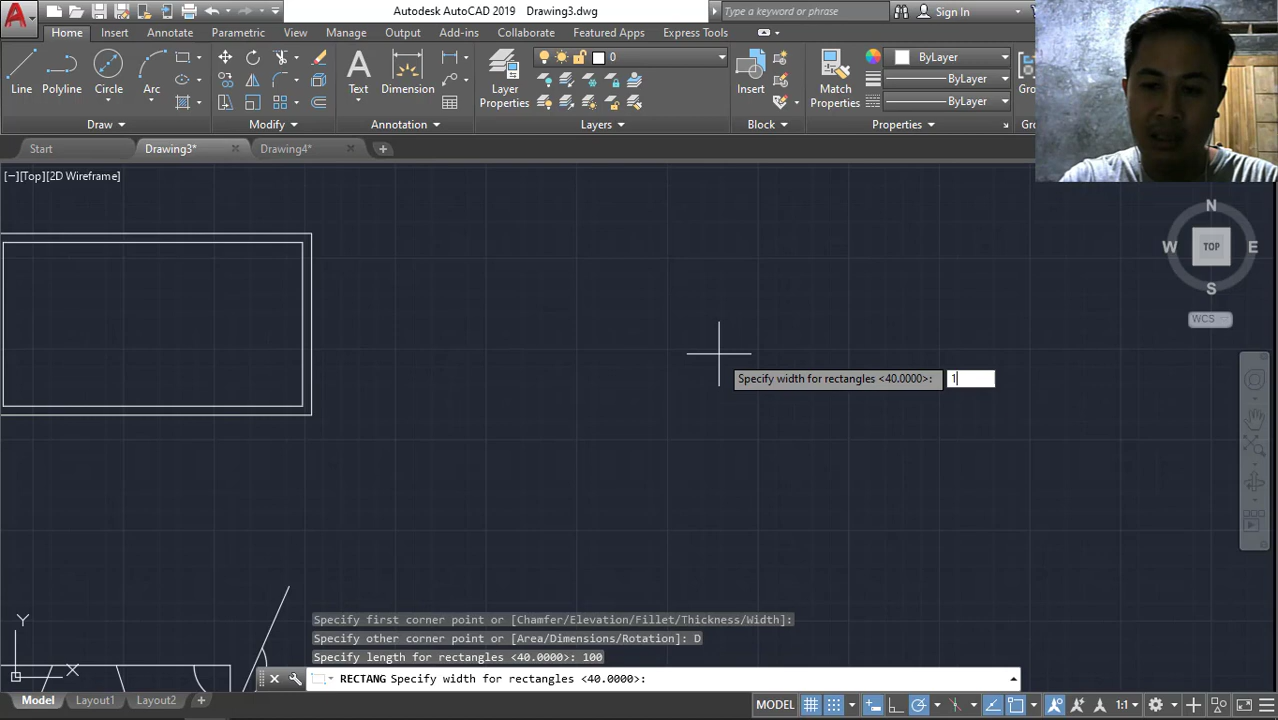 Autodesk AutoCAD 2019 Drawing3.dwg
Type a keyword or phrase
Sign In
Home Insert Annotate Parametric View Manage Output Add-ins Collaborate Featured Apps Express Tools
Line Polyline Circle Arc
Text Dimension
Layer Properties
0
Insert
Match Properties
ByLayer
ByLayer
ByLayer
Gro
Draw Modify Annotation Layers Block Properties Gr
Start Drawing3* Drawing4*
[−][Top][2D Wireframe]
N
W TOP E
S
WCS
Specify width for rectangles <40.0000>: 1
Y
X
Specify first corner point or [Chamfer/Elevation/Fillet/Thickness/Width]:
Specify other corner point or [Area/Dimensions/Rotation]: D
Specify length for rectangles <40.0000>: 100
RECTANG Specify width for rectangles <40.0000>:
Model Layout1 Layout2
MODEL 1:1